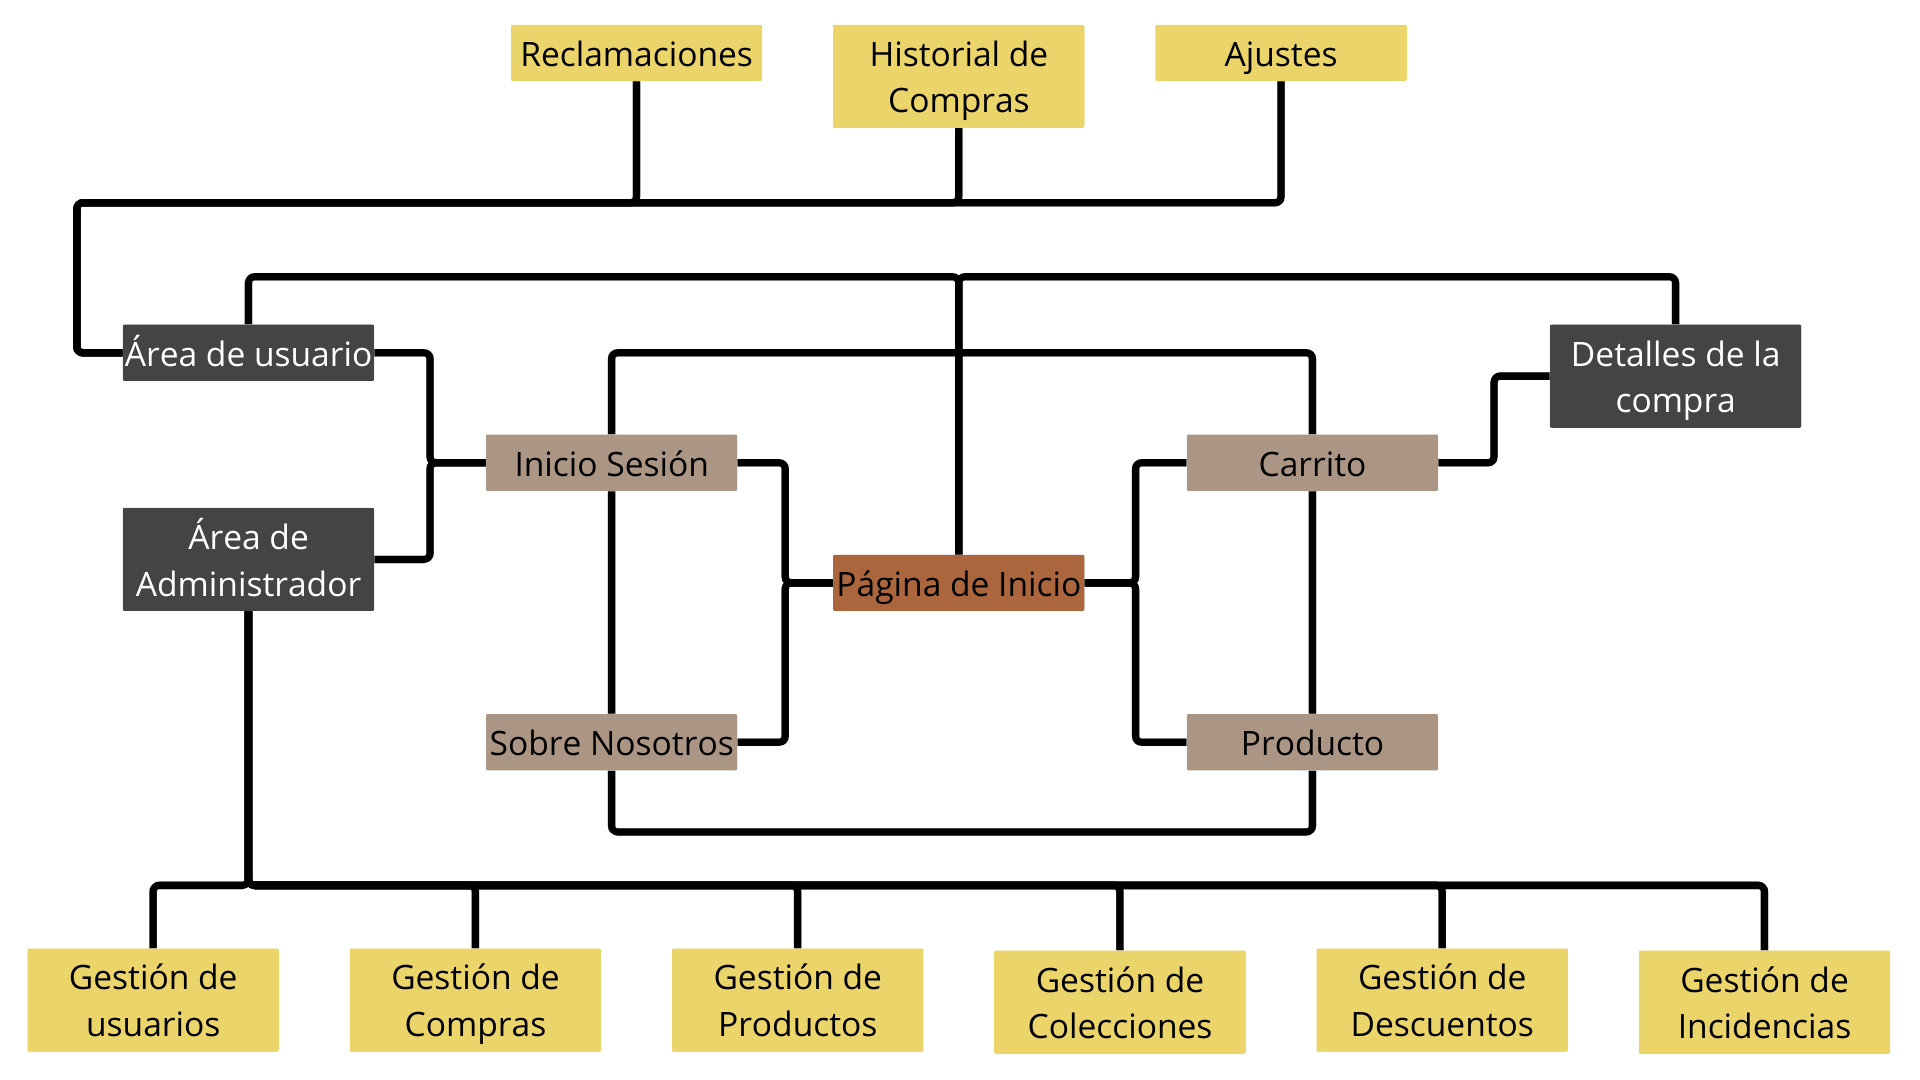 Reclamaciones
Historial de
Compras
Ajustes
Área de usuario
Detalles de la
compra
Inicio Sesión
Carrito
Área de
Administrador
Página de Inicio
Sobre Nosotros
Producto
Gestión de
usuarios
Gestión de
Compras
Gestión de
Productos
Gestión de
Colecciones
Gestión de
Descuentos
Gestión de
Incidencias